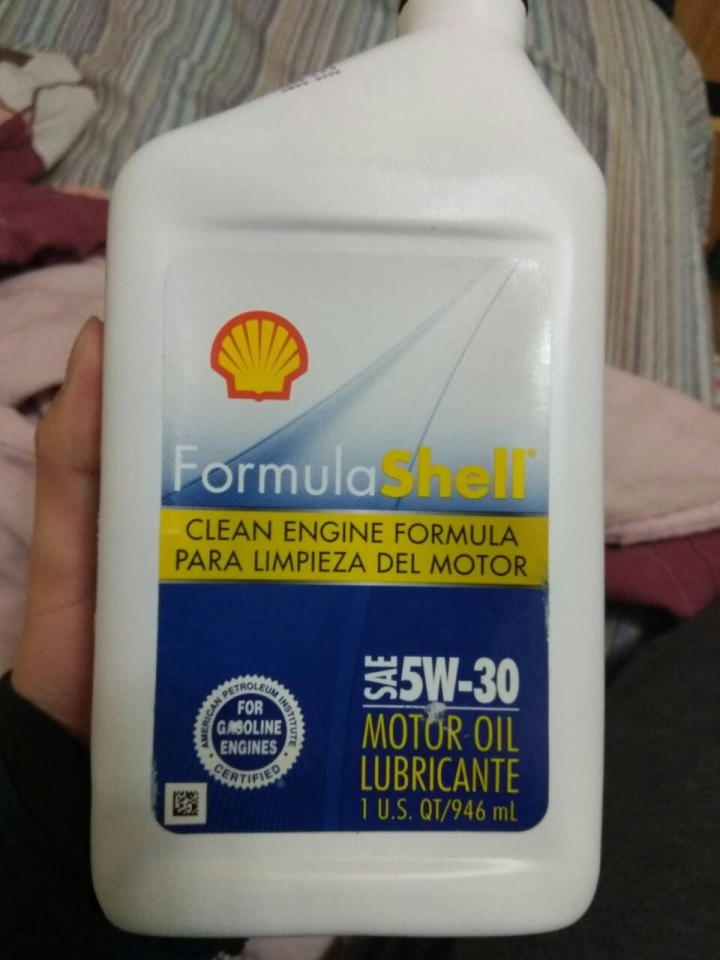 FormulaShell®
CLEAN ENGINE FORMULA
PARA LIMPIEZA DEL MOTOR
SAE 5W-30
MOTOR OIL
LUBRICANTE
1 U.S. QT/946 mL
AMERICAN PETROLEUM INSTITUTE
FOR
GASOLINE
ENGINES
CERTIFIED